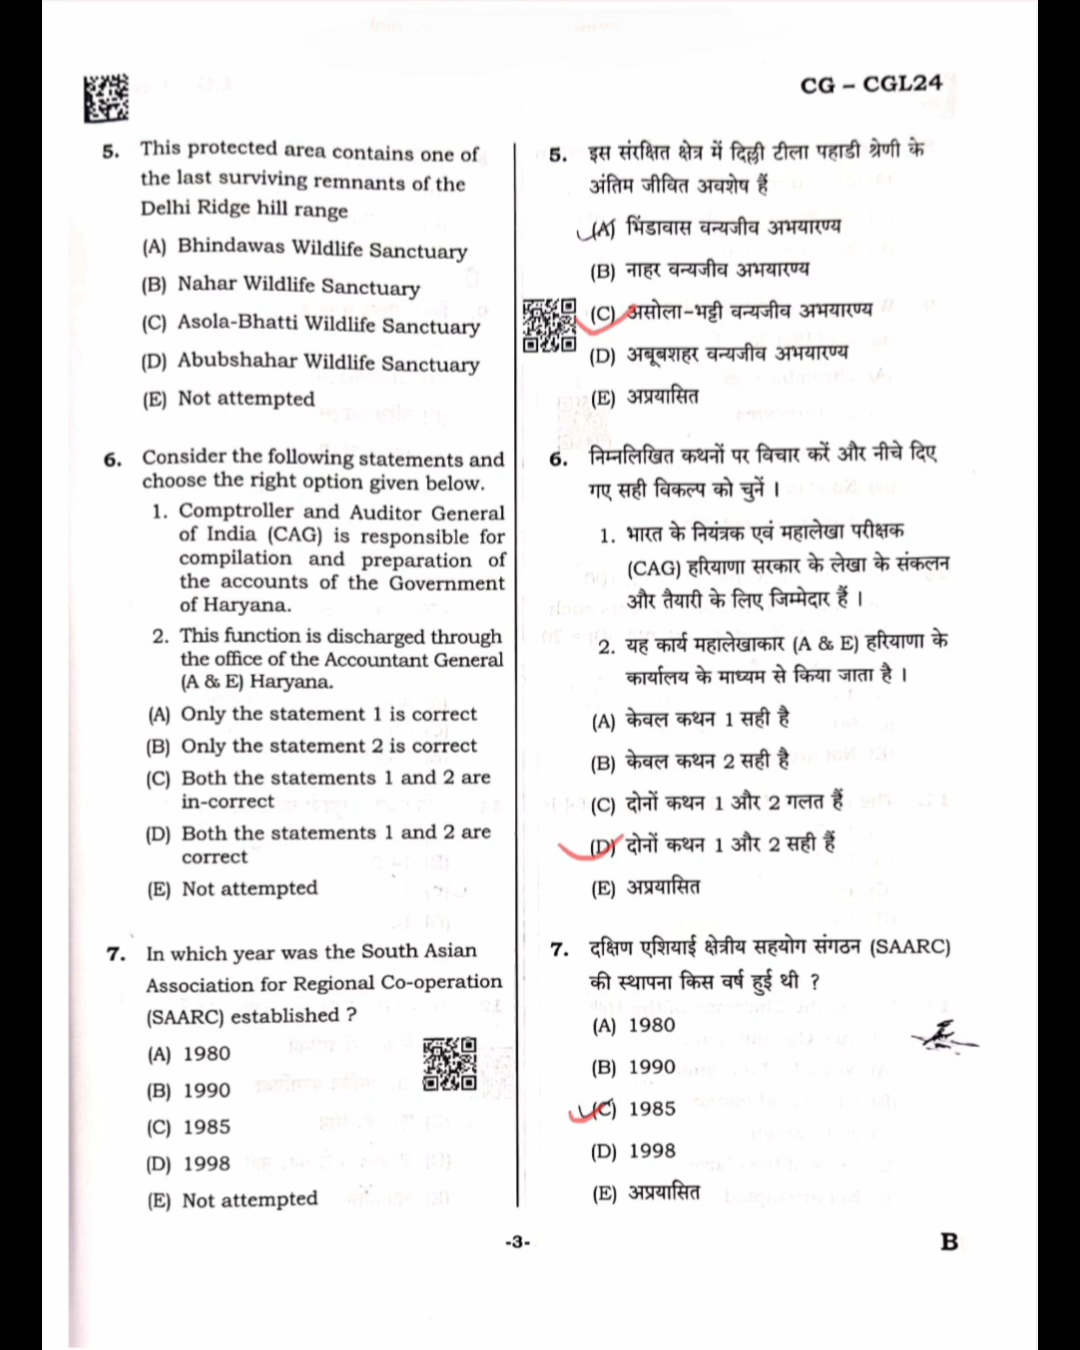 CG – CGL24
5. This protected area contains one of
the last surviving remnants of the
Delhi Ridge hill range
(A) Bhindawas Wildlife Sanctuary
(B) Nahar Wildlife Sanctuary
(C) Asola-Bhatti Wildlife Sanctuary
(D) Abubshahar Wildlife Sanctuary
(E) Not attempted
6. Consider the following statements and
choose the right option given below.
1. Comptroller and Auditor General
of India (CAG) is responsible for
compilation and preparation of
the accounts of the Government
of Haryana.
2. This function is discharged through
the office of the Accountant General
(A & E) Haryana.
(A) Only the statement 1 is correct
(B) Only the statement 2 is correct
(C) Both the statements 1 and 2 are
in-correct
(D) Both the statements 1 and 2 are
correct
(E) Not attempted
7. In which year was the South Asian
Association for Regional Co-operation
(SAARC) established ?
(A) 1980
(B) 1990
(C) 1985
(D) 1998
(E) Not attempted
5. इस संरक्षित क्षेत्र में दिल्ली टीला पहाडी श्रेणी के
अंतिम जीवित अवशेष हैं
(A) भिंडावास वन्यजीव अभयारण्य
(B) नाहर वन्यजीव अभयारण्य
(C) असोला-भट्टी वन्यजीव अभयारण्य
(D) अबूबशहर वन्यजीव अभयारण्य
(E) अप्रयासित
6. निम्नलिखित कथनों पर विचार करें और नीचे दिए
गए सही विकल्प को चुनें ।
1. भारत के नियंत्रक एवं महालेखा परीक्षक
(CAG) हरियाणा सरकार के लेखा के संकलन
और तैयारी के लिए जिम्मेदार हैं ।
2. यह कार्य महालेखाकार (A & E) हरियाणा के
कार्यालय के माध्यम से किया जाता है ।
(A) केवल कथन 1 सही है
(B) केवल कथन 2 सही है
(C) दोनों कथन 1 और 2 गलत हैं
(D) दोनों कथन 1 और 2 सही हैं
(E) अप्रयासित
7. दक्षिण एशियाई क्षेत्रीय सहयोग संगठन (SAARC)
की स्थापना किस वर्ष हुई थी ?
(A) 1980
(B) 1990
(C) 1985
(D) 1998
(E) अप्रयासित
-3-
B